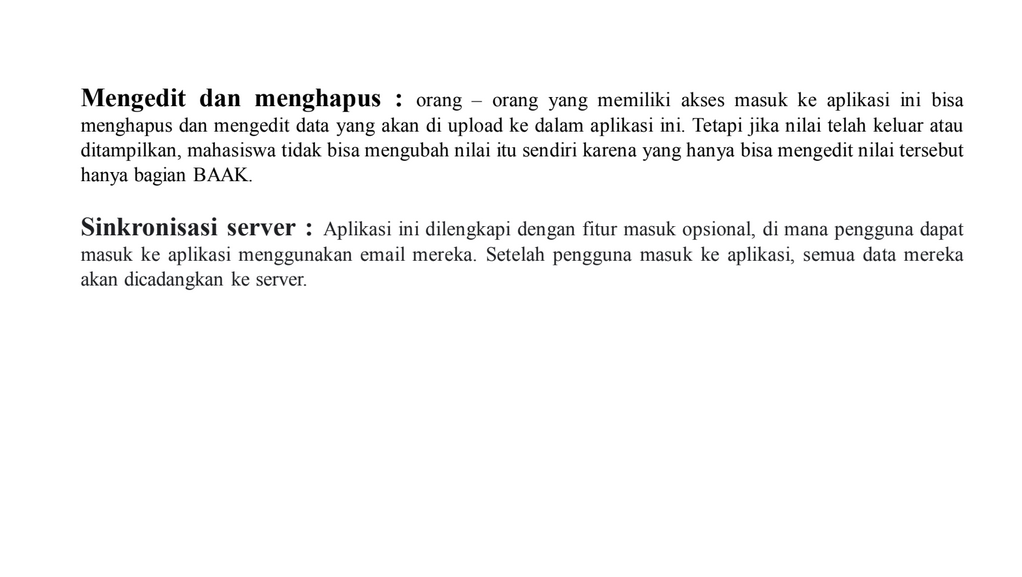 Mengedit dan menghapus : orang – orang yang memiliki akses masuk ke aplikasi ini bisa
menghapus dan mengedit data yang akan di upload ke dalam aplikasi ini. Tetapi jika nilai telah keluar atau
ditampilkan, mahasiswa tidak bisa mengubah nilai itu sendiri karena yang hanya bisa mengedit nilai tersebut
hanya bagian BAAK.
Sinkronisasi server : Aplikasi ini dilengkapi dengan fitur masuk opsional, di mana pengguna dapat
masuk ke aplikasi menggunakan email mereka. Setelah pengguna masuk ke aplikasi, semua data mereka
akan dicadangkan ke server.